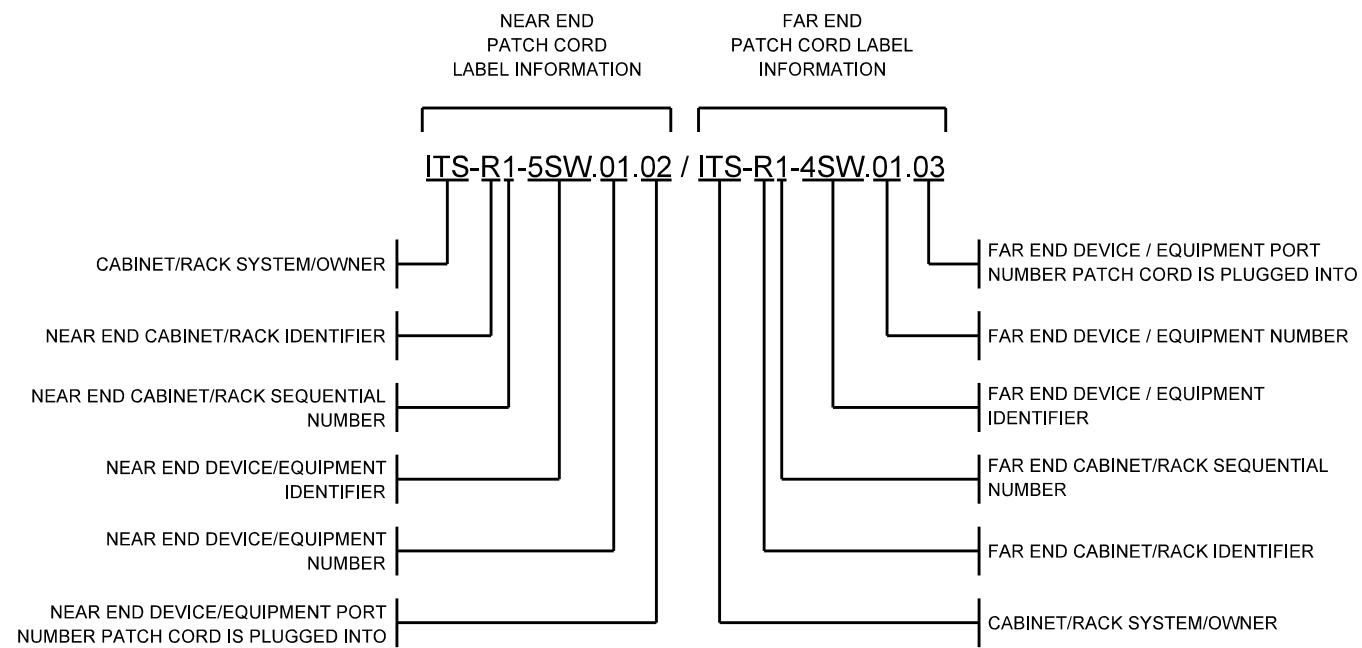 NEAR END
PATCH CORD
LABEL INFORMATION
FAR END
PATCH CORD LABEL
INFORMATION
ITS-R1-5SW.01.02 / ITS-R1-4SW.01.03
CABINET/RACK SYSTEM/OWNER
NEAR END CABINET/RACK IDENTIFIER
NEAR END CABINET/RACK SEQUENTIAL
NUMBER
NEAR END DEVICE/EQUIPMENT
IDENTIFIER
NEAR END DEVICE/EQUIPMENT
NUMBER
NEAR END DEVICE/EQUIPMENT PORT
NUMBER PATCH CORD IS PLUGGED INTO
FAR END DEVICE / EQUIPMENT PORT
NUMBER PATCH CORD IS PLUGGED INTO
FAR END DEVICE / EQUIPMENT NUMBER
FAR END DEVICE / EQUIPMENT
IDENTIFIER
FAR END CABINET/RACK SEQUENTIAL
NUMBER
FAR END CABINET/RACK IDENTIFIER
CABINET/RACK SYSTEM/OWNER